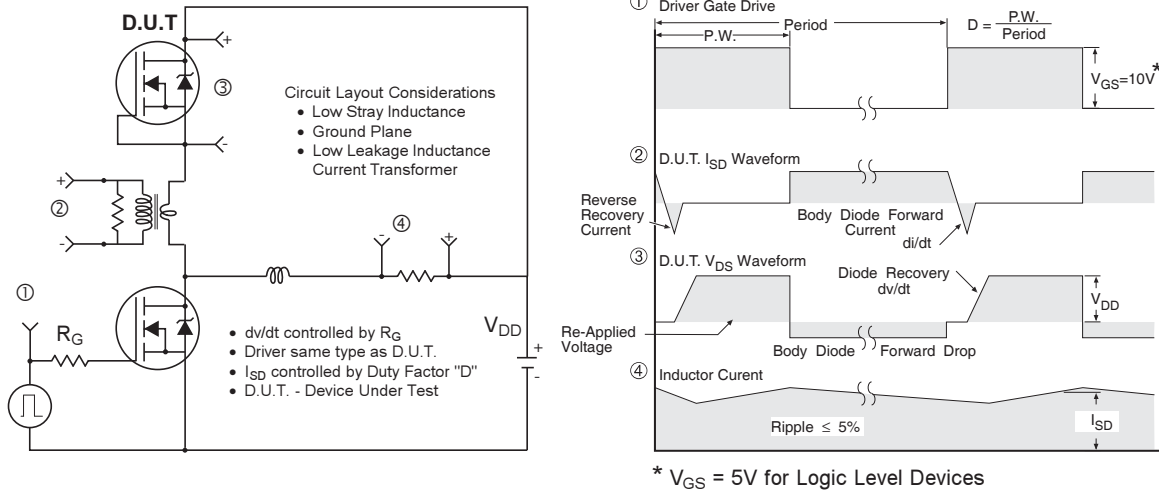 D.U.T
+
③
-
Circuit Layout Considerations
• Low Stray Inductance
• Ground Plane
• Low Leakage Inductance
Current Transformer
+
②
-
④
-
+
①
R_G
V_DD
+
-
• dv/dt controlled by R_G
• Driver same type as D.U.T.
• I_SD controlled by Duty Factor "D"
• D.U.T. - Device Under Test
① Driver Gate Drive
P.W.
Period
D = P.W. / Period
V_GS=10V*
② D.U.T. I_SD Waveform
Reverse
Recovery
Current
Body Diode Forward
Current
di/dt
③ D.U.T. V_DS Waveform
Diode Recovery
dv/dt
V_DD
Re-Applied
Voltage
Body Diode Forward Drop
④ Inductor Curent
Ripple ≤ 5%
I_SD
* V_GS = 5V for Logic Level Devices